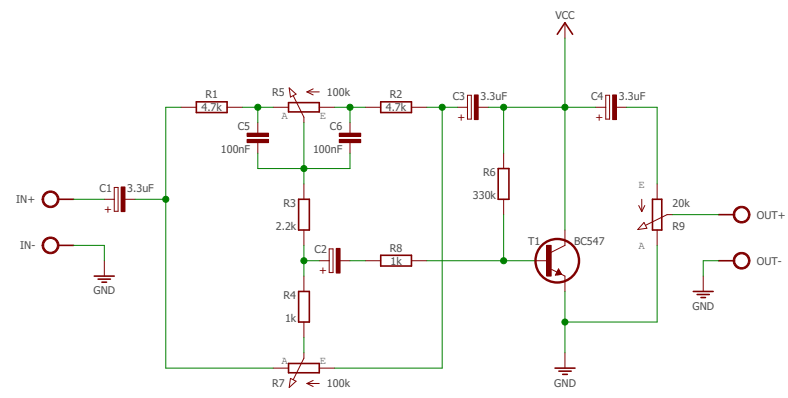 VCC
R1
4.7k
R5
100k
A
E
R2
4.7k
C3
3.3uF
+
C4
3.3uF
+
C5
100nF
C6
100nF
R6
330k
C1
3.3uF
+
IN+
IN-
GND
R3
2.2k
C2
+
R8
1k
T1
BC547
E
20k
R9
A
OUT+
OUT-
GND
R4
1k
A
E
R7
100k
GND